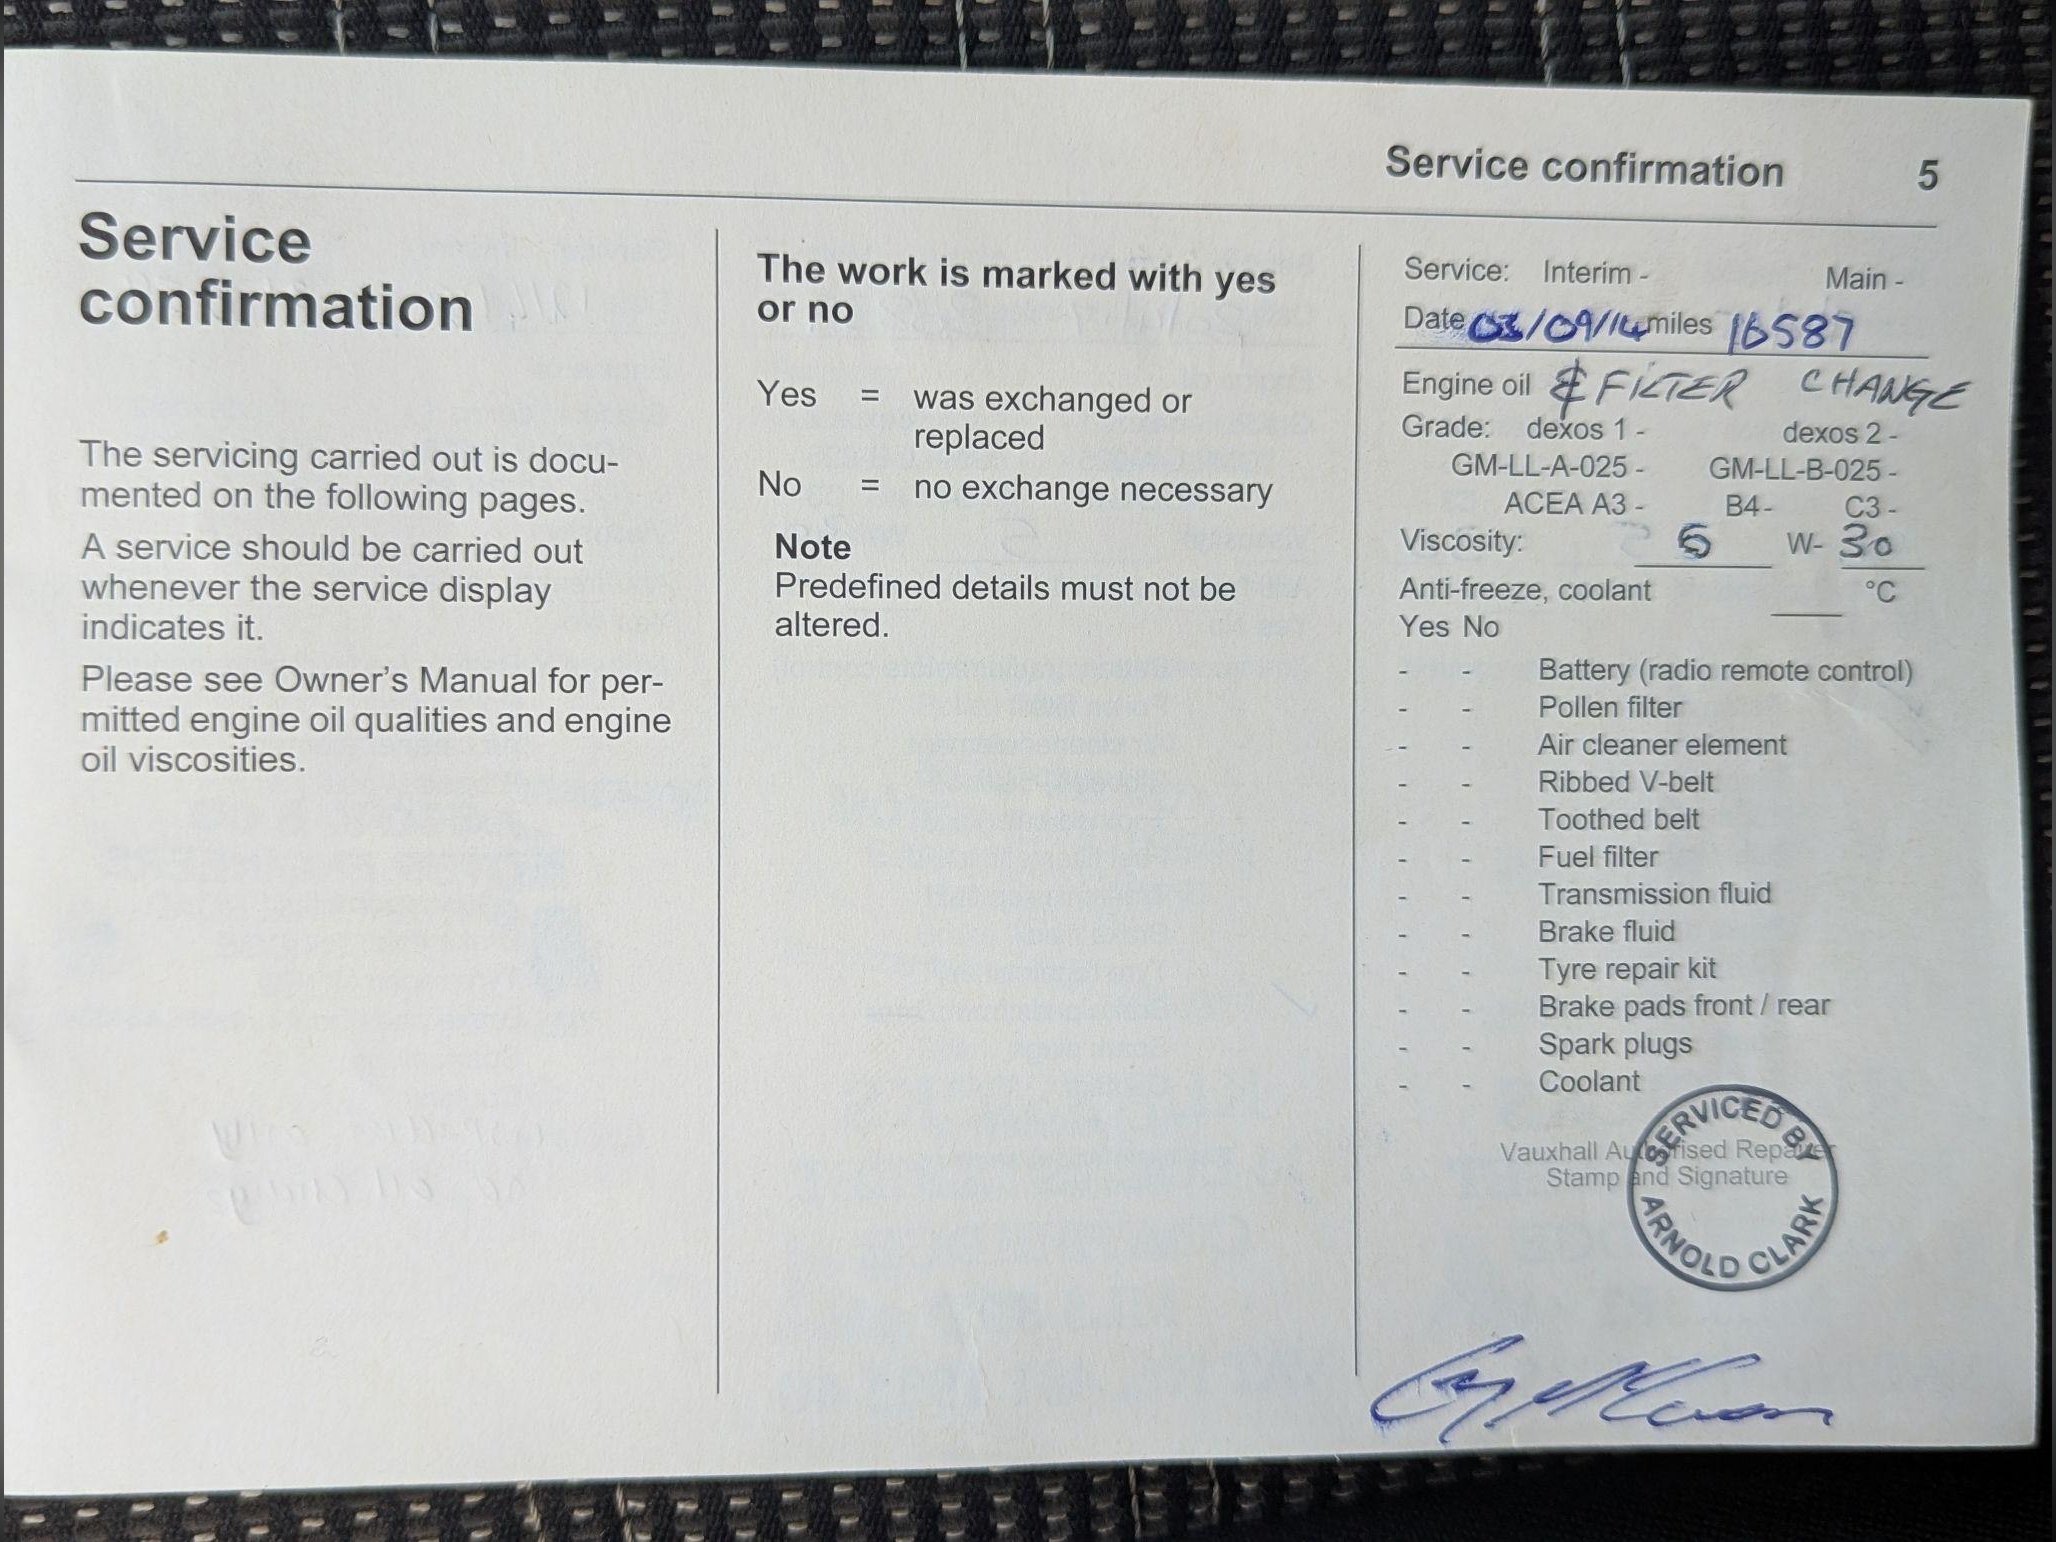 Service confirmation 5
Service
confirmation
The servicing carried out is docu-
mented on the following pages.
A service should be carried out
whenever the service display
indicates it.
Please see Owner's Manual for per-
mitted engine oil qualities and engine
oil viscosities.
The work is marked with yes
or no
Yes = was exchanged or
replaced
No = no exchange necessary
Note
Predefined details must not be
altered.
Service: Interim - Main -
Date 03/09/14 miles 16587
Engine oil & FILTER CHANGE
Grade: dexos 1 - dexos 2 -
GM-LL-A-025 - GM-LL-B-025 -
ACEA A3 - B4 - C3 -
Viscosity: 5 W- 30
Anti-freeze, coolant °C
Yes No
- - Battery (radio remote control)
- - Pollen filter
- - Air cleaner element
- - Ribbed V-belt
- - Toothed belt
- - Fuel filter
- - Transmission fluid
- - Brake fluid
- - Tyre repair kit
- - Brake pads front / rear
- - Spark plugs
- - Coolant
Vauxhall Authorised Repairer
Stamp and Signature
SERVICED BY
ARNOLD CLARK